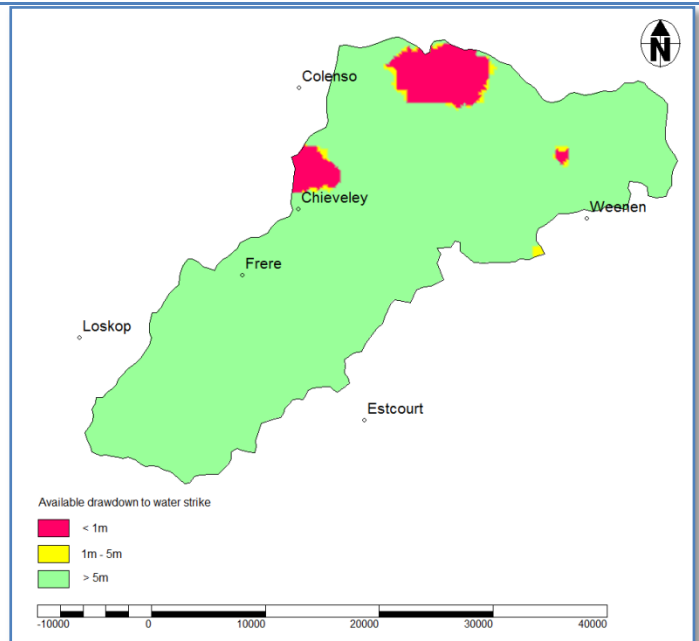 N
Colenso
Chieveley
Weenen
Frere
Loskop
Estcourt
Available drawdown to water strike
< 1m
1m - 5m
> 5m
-10000 0 10000 20000 30000 40000